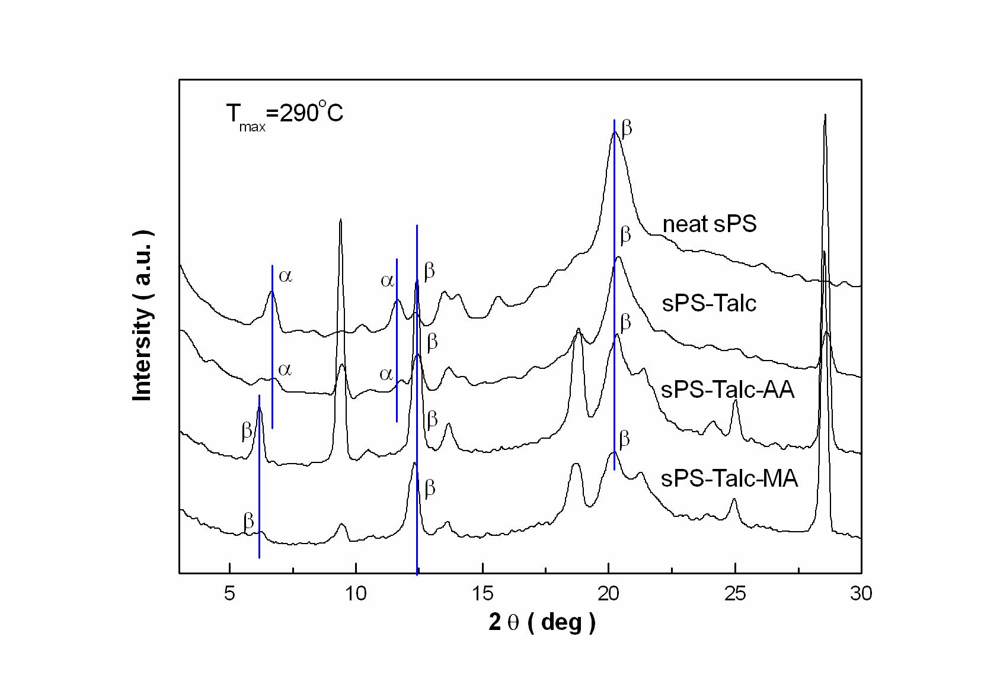 Tmax=290°C
β
neat sPS
β
β
α
α
sPS-Talc
β
β
α
α
sPS-Talc-AA
β
β
β
sPS-Talc-MA
β
β
5 10 15 20 25 30
2 θ ( deg )
Intersity ( a.u. )